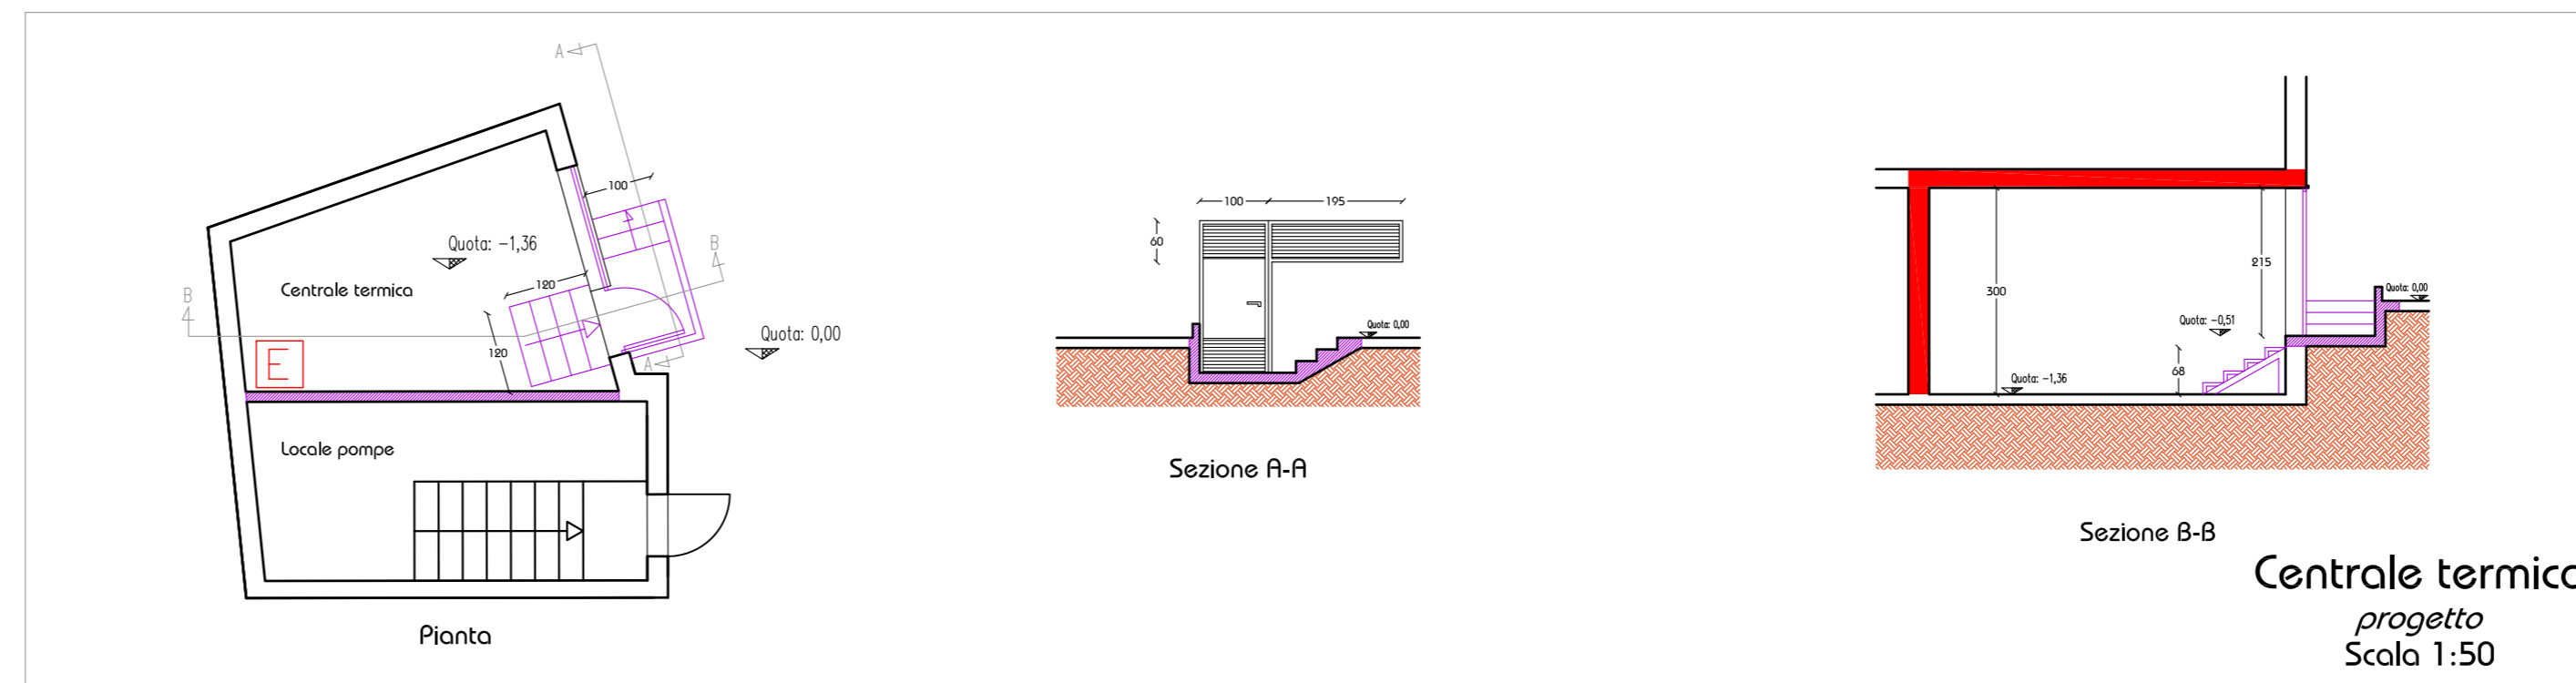 A
100
Quota: -1,36
B
120
Centrale termica
B
Quota: 0,00
120
E
A
Locale pompe
Pianta
100
195
60
Quota: 0,00
Sezione A-A
300
215
Quota: 0,00
Quota: -0,51
68
Quota: -1,36
Sezione B-B
Centrale termica
progetto
Scala 1:50